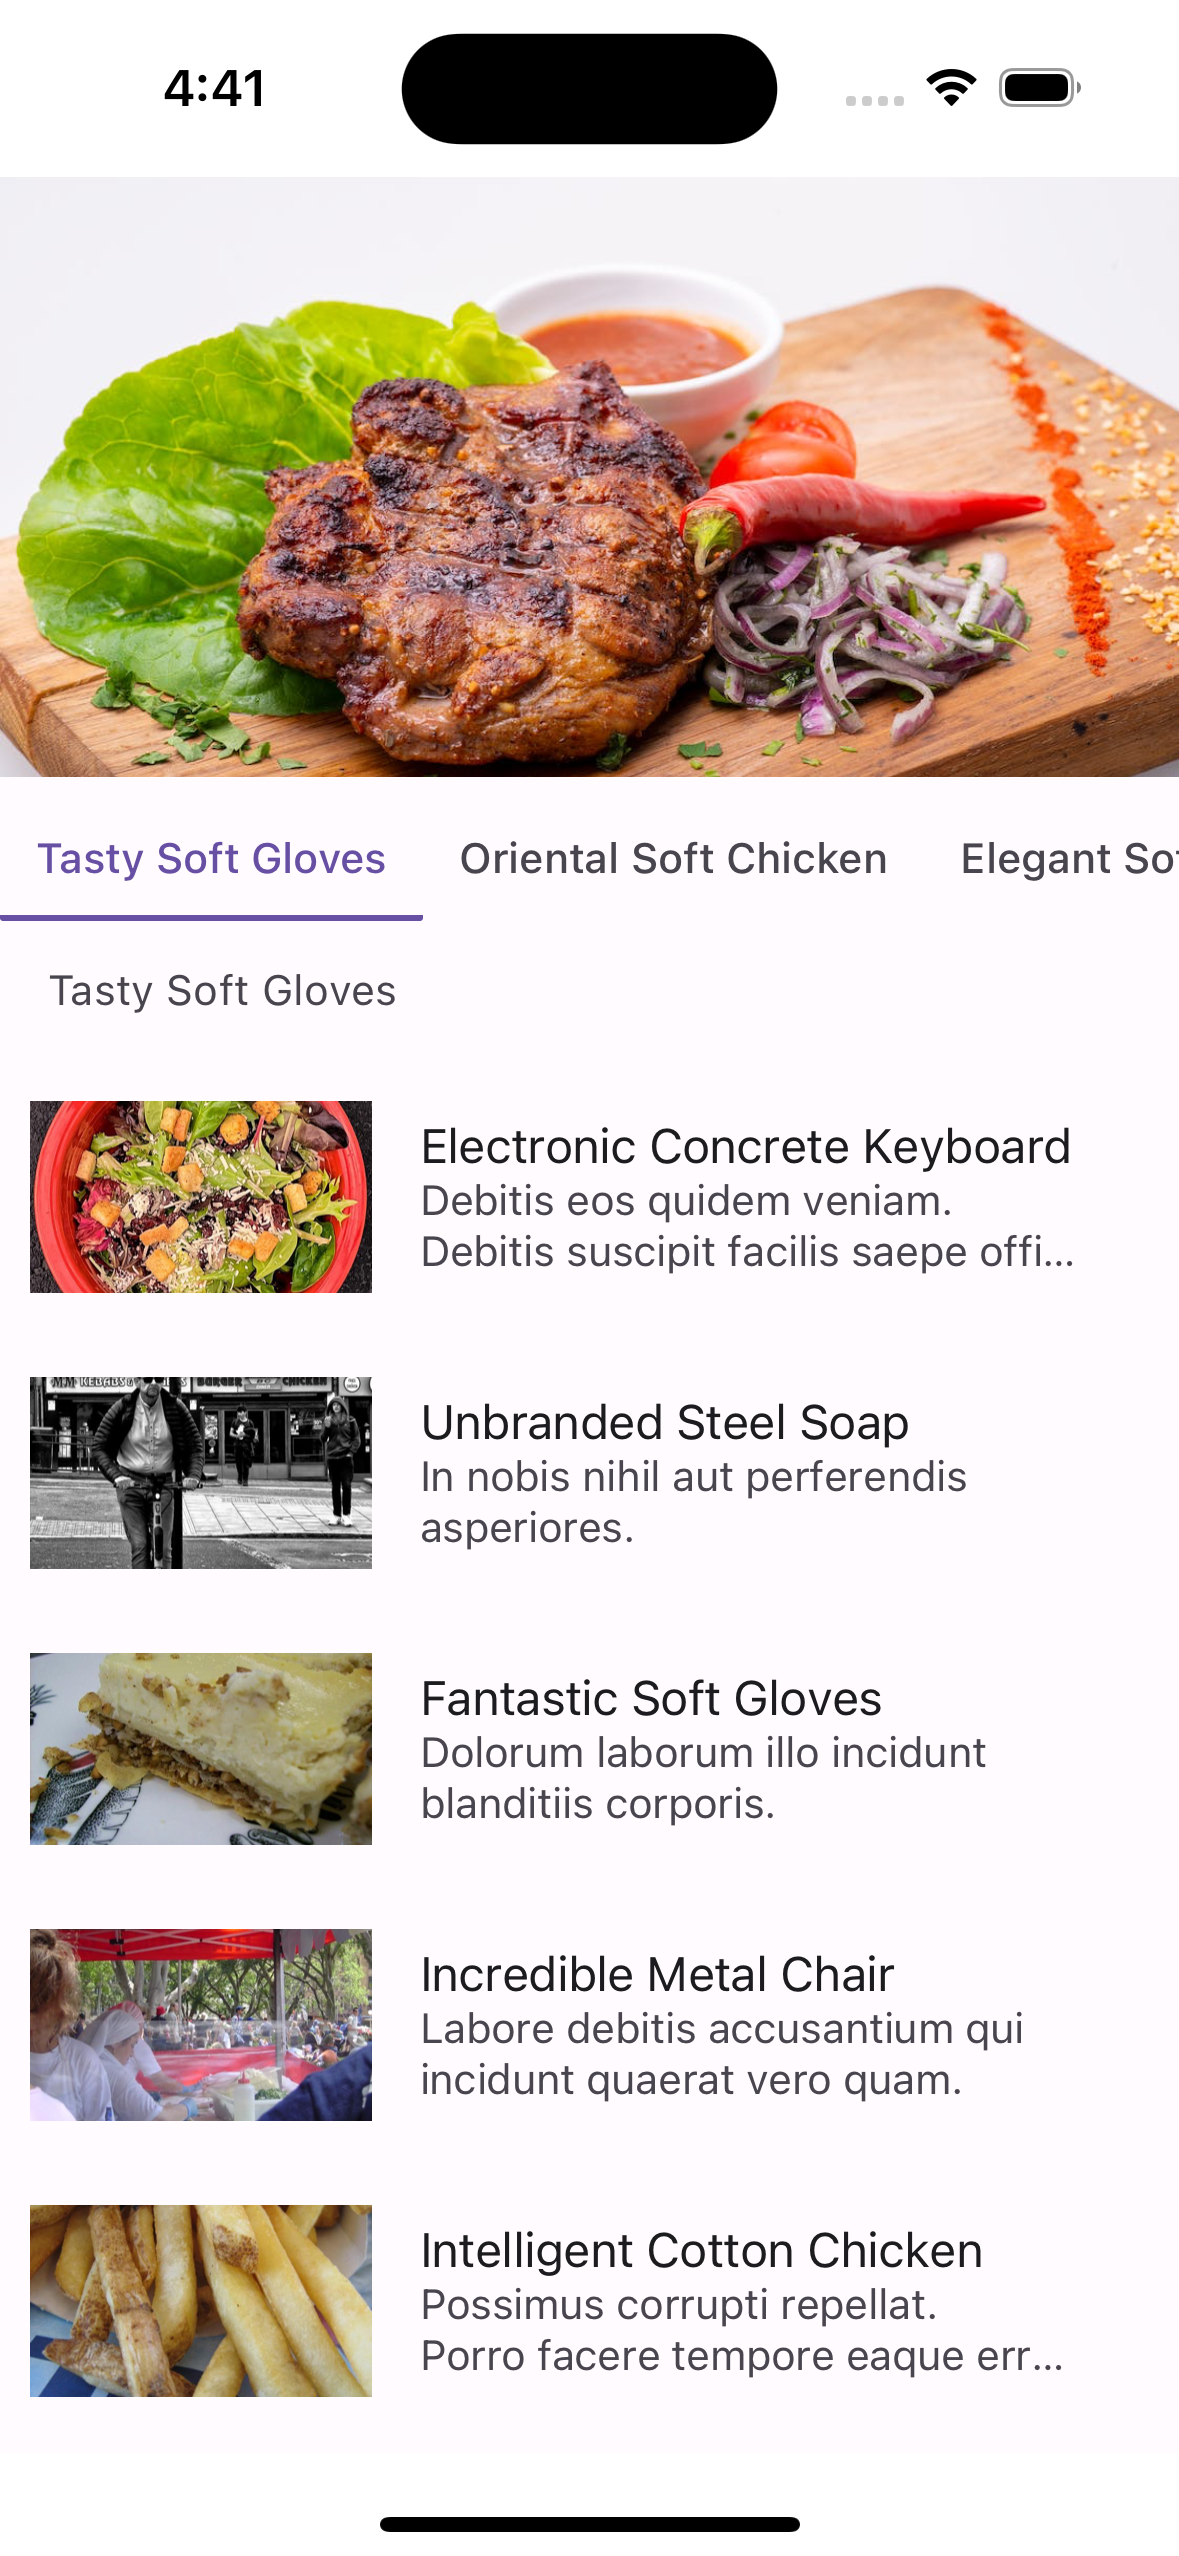 4:41
Tasty Soft Gloves
Oriental Soft Chicken
Elegant So
Tasty Soft Gloves
Electronic Concrete Keyboard
Debitis eos quidem veniam.
Debitis suscipit facilis saepe offi...
KEBABS
BURGER
CHICKEN
Unbranded Steel Soap
In nobis nihil aut perferendis
asperiores.
Fantastic Soft Gloves
Dolorum laborum illo incidunt
blanditiis corporis.
Incredible Metal Chair
Labore debitis accusantium qui
incidunt quaerat vero quam.
Intelligent Cotton Chicken
Possimus corrupti repellat.
Porro facere tempore eaque err...